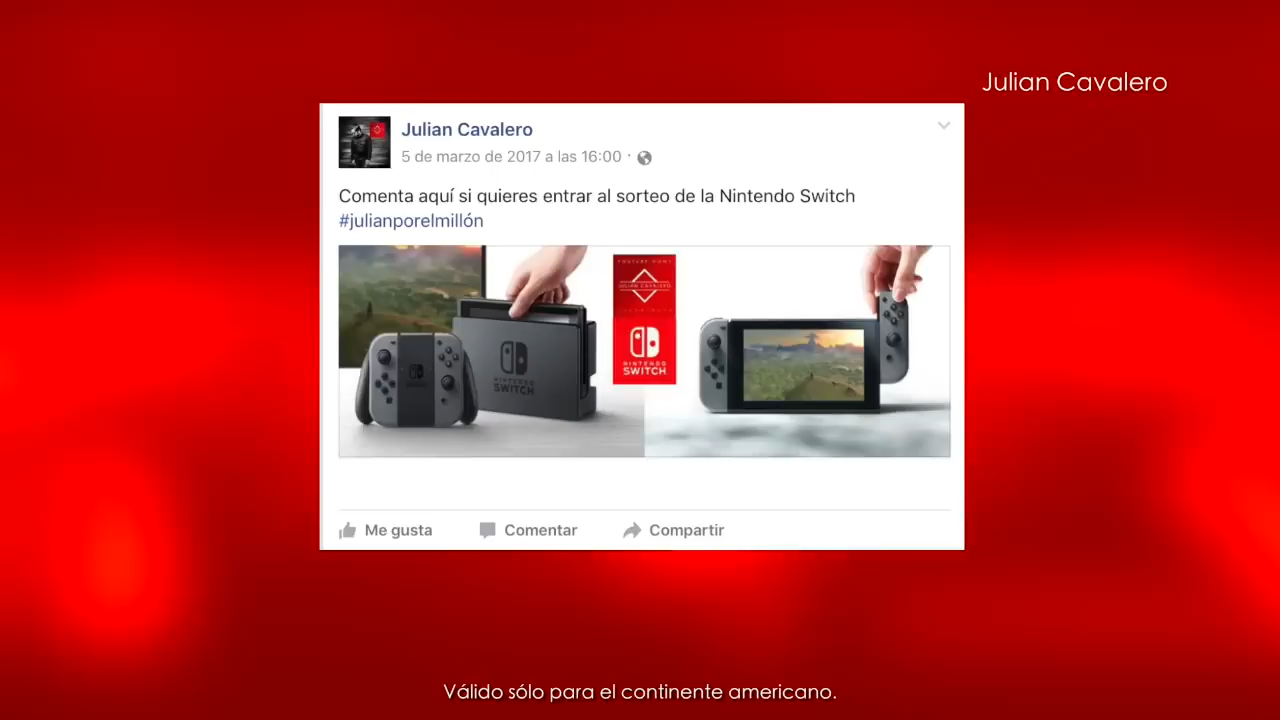 Julian Cavalero
Julian Cavalero
5 de marzo de 2017 a las 16:00 ·
Comenta aquí si quieres entrar al sorteo de la Nintendo Switch
#julianporelmillón
JULIAN CAVALERO
NINTENDO
SWITCH
NINTENDO
SWITCH
Me gusta Comentar Compartir
Válido sólo para el continente americano.